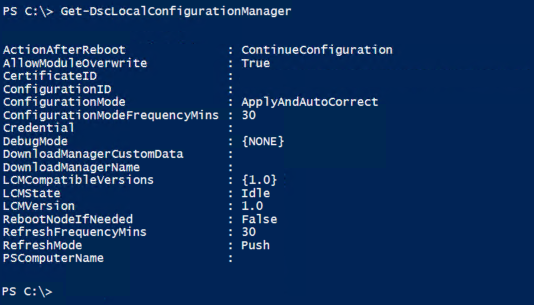 PS C:\> Get-DscLocalConfigurationManager
ActionAfterReboot : ContinueConfiguration
AllowModuleOverwrite : True
CertificateID :
ConfigurationID :
ConfigurationMode : ApplyAndAutoCorrect
ConfigurationModeFrequencyMins : 30
Credential :
DebugMode : {NONE}
DownloadManagerCustomData :
DownloadManagerName :
LCMCompatibleVersions : {1.0}
LCMState : Idle
LCMVersion : 1.0
RebootNodeIfNeeded : False
RefreshFrequencyMins : 30
RefreshMode : Push
PSComputerName :
PS C:\>